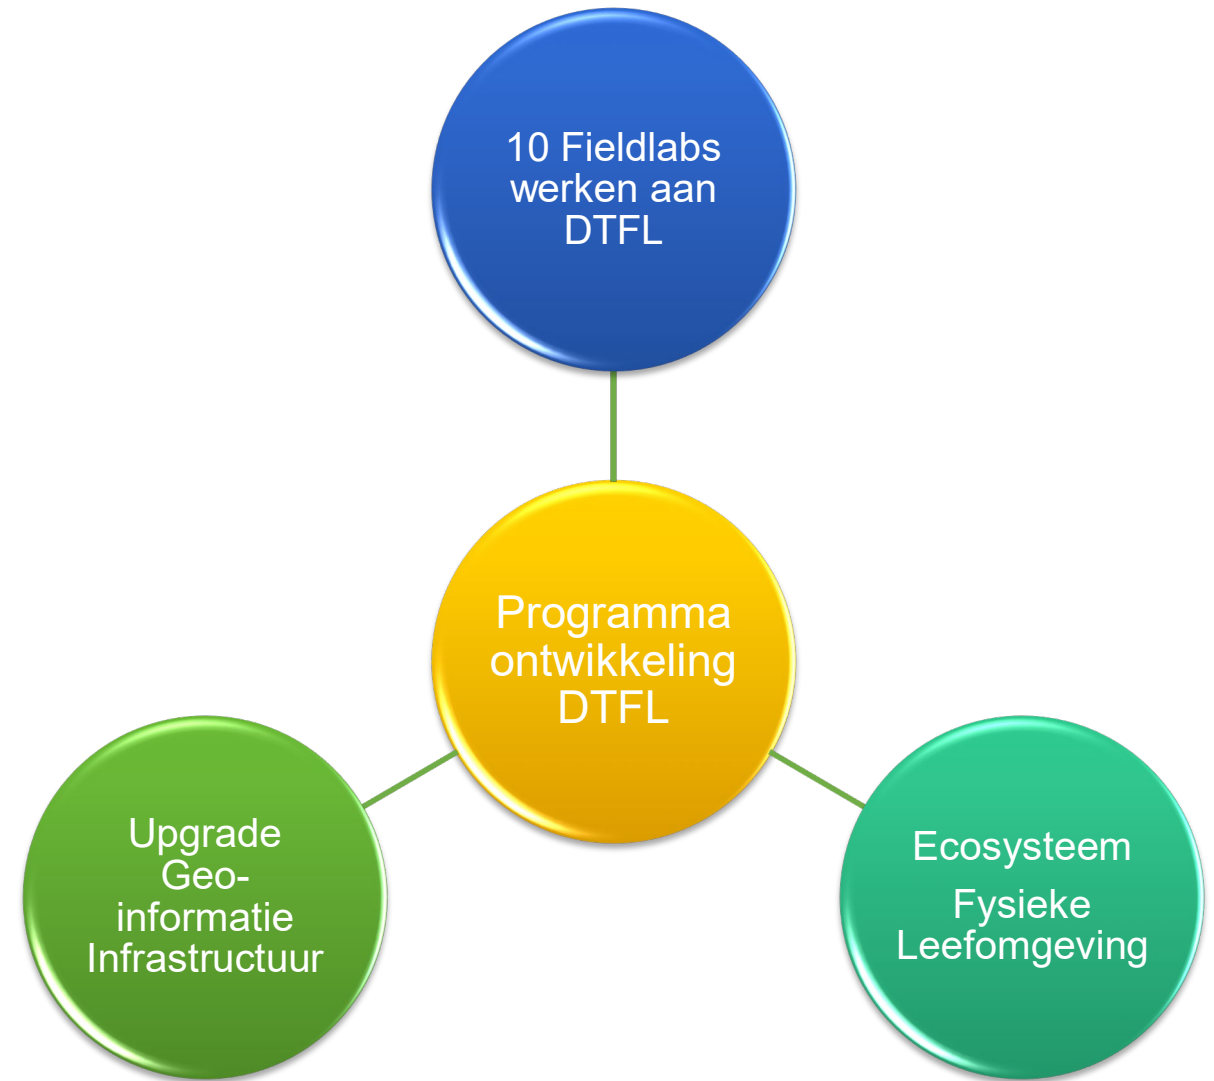 10 Fieldlabs
werken aan
DTFL
Programma
ontwikkeling
DTFL
Upgrade
Geo-
informatie
Infrastructuur
Ecosysteem
Fysieke
Leefomgeving